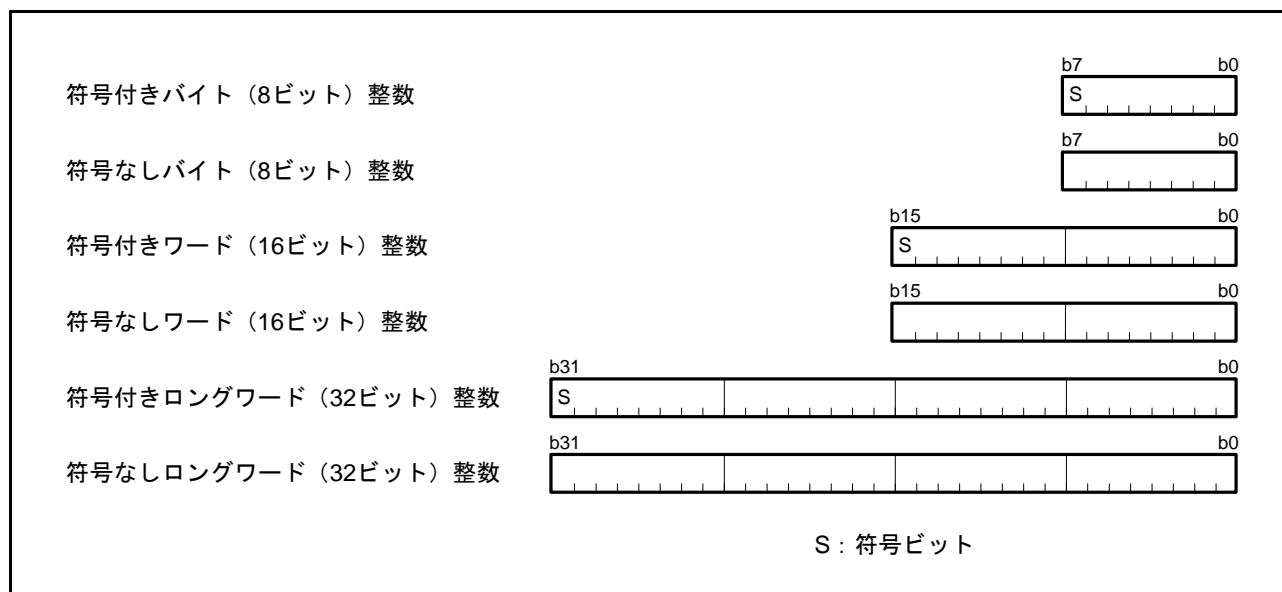 b7 b0
符号付きバイト（8ビット）整数 S
b7 b0
符号なしバイト（8ビット）整数
b15 b0
符号付きワード（16ビット）整数 S
b15 b0
符号なしワード（16ビット）整数
b31 b0
符号付きロングワード（32ビット）整数 S
b31 b0
符号なしロングワード（32ビット）整数
S：符号ビット